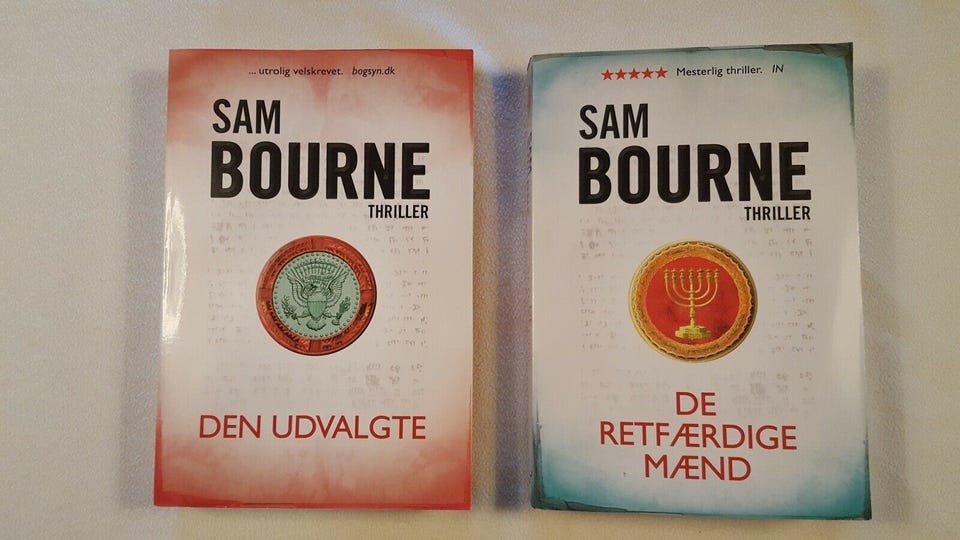 ... utrolig velskrevet. bogsyn.dk
SAM
BOURNE
THRILLER
DEN UDVALGTE
★★★★★ Mesterlig thriller. IN
SAM
BOURNE
THRILLER
DE
RETFÆRDIGE
MÆND